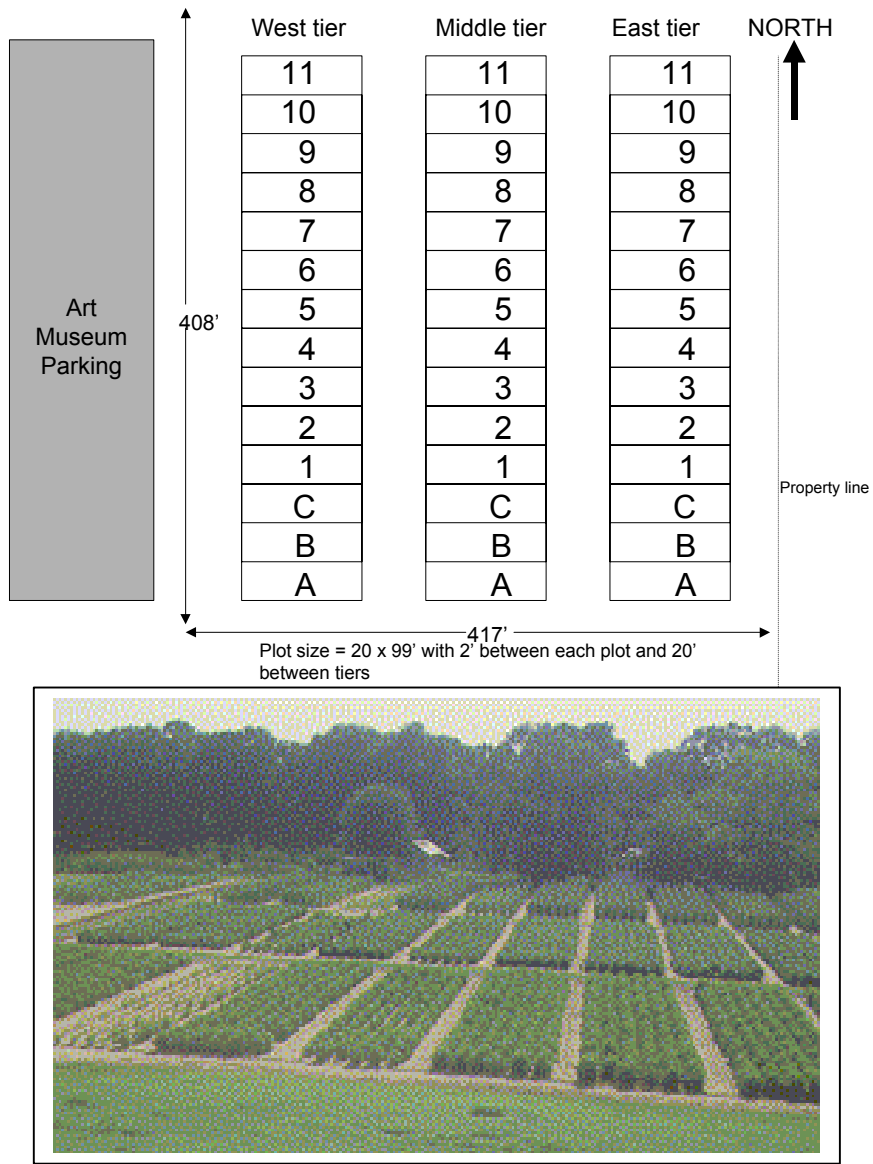 West tier Middle tier East tier NORTH
11 11 11
10 10 10
9 9 9
8 8 8
7 7 7
6 6 6
5 5 5
4 4 4
3 3 3
2 2 2
1 1 1
C C C
B B B
A A A
Art
Museum
Parking
408’
Property line
417’
Plot size = 20 x 99’ with 2’ between each plot and 20’
between tiers